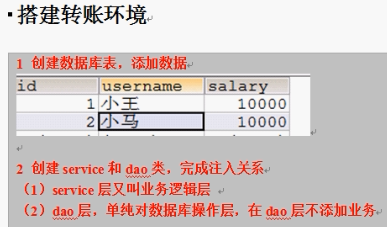 ▪搭建转账环境
1 创建数据库表，添加数据
id username salary
1 小王 10000
2 小马 10000
2 创建 service 和 dao 类，完成注入关系
（1）service 层又叫业务逻辑层
（2）dao 层，单纯对数据库操作层，在 dao 层不添加业务